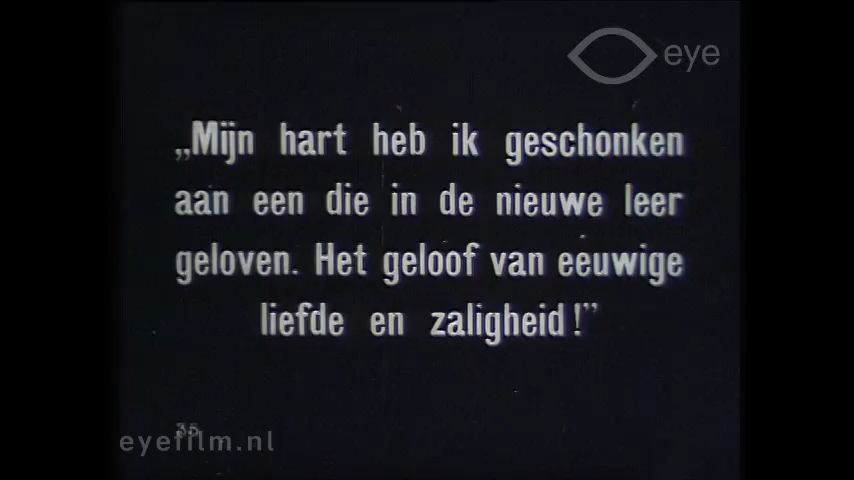 eye
„Mijn hart heb ik geschonken
aan een die in de nieuwe leer
geloven. Het geloof van eeuwige
liefde en zaligheid!”
35
eyefilm.nl